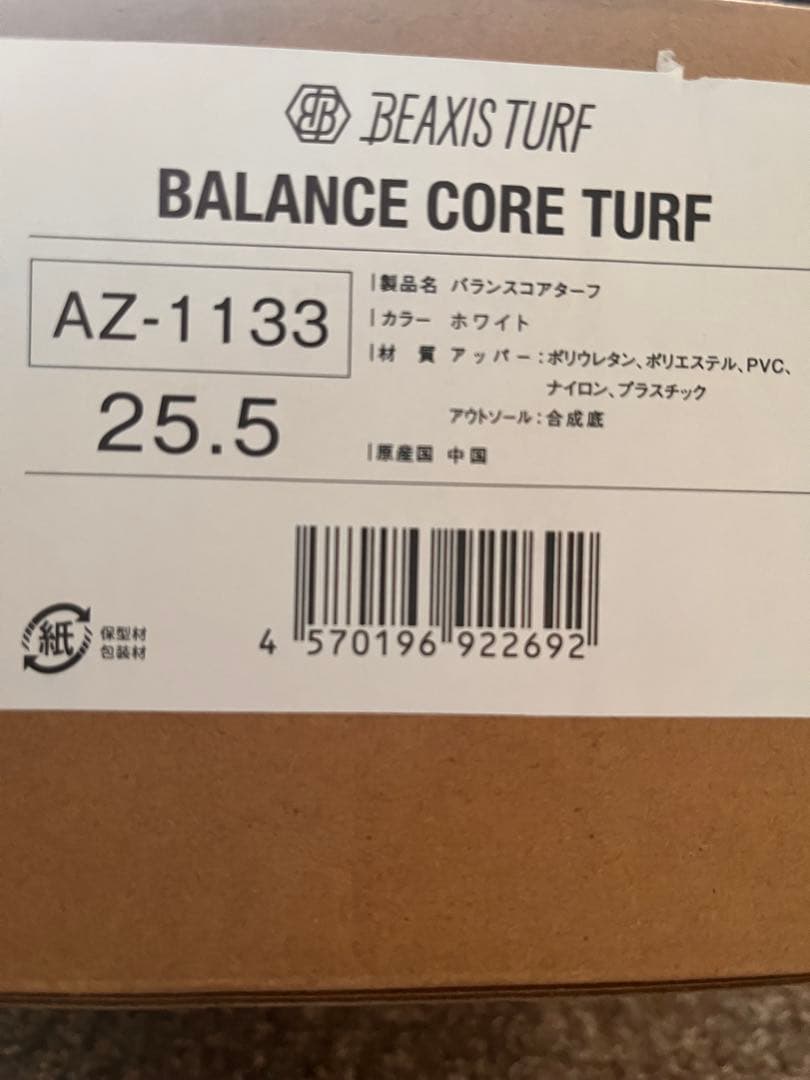 BEAXIS TURF
BALANCE CORE TURF
AZ-1133
25.5
製品名 バランスコアターフ
カラー ホワイト
材 質 アッパー:ポリウレタン、ポリエステル、PVC、
ナイロン、プラスチック
アウトソール:合成底
原産国 中国
紙
保型材
包装材
4 570196 922692